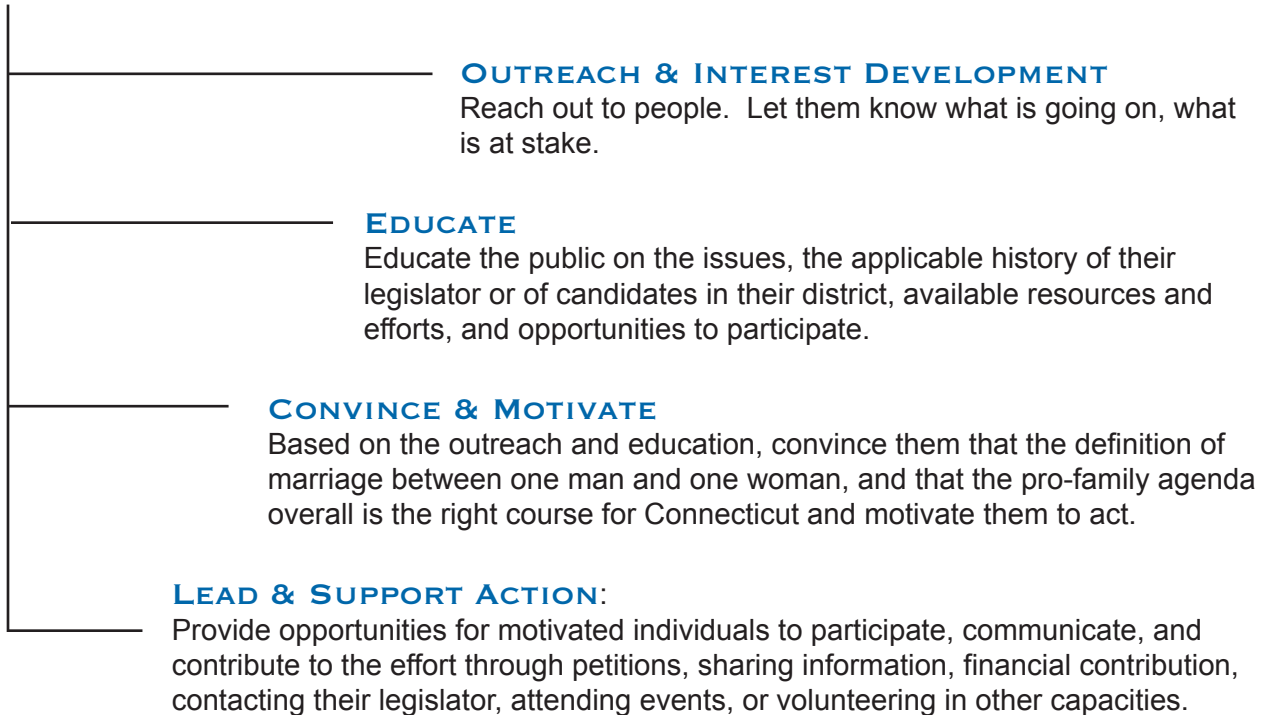 OUTREACH & INTEREST DEVELOPMENT
Reach out to people.  Let them know what is going on, what
is at stake.
EDUCATE
Educate the public on the issues, the applicable history of their
legislator or of candidates in their district, available resources and
efforts, and opportunities to participate.
CONVINCE & MOTIVATE
Based on the outreach and education, convince them that the definition of
marriage between one man and one woman, and that the pro-family agenda
overall is the right course for Connecticut and motivate them to act.
LEAD & SUPPORT ACTION:
Provide opportunities for motivated individuals to participate, communicate, and
contribute to the effort through petitions, sharing information, financial contribution,
contacting their legislator, attending events, or volunteering in other capacities.